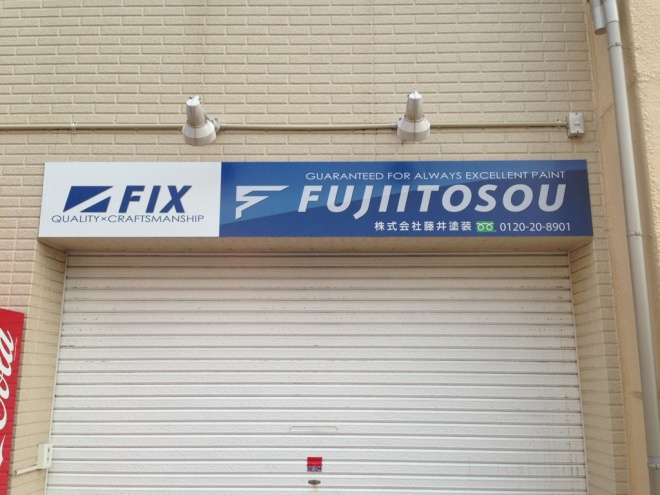 FIX
QUALITY×CRAFTSMANSHIP
GUARANTEED FOR ALWAYS EXCELLENT PAINT
FUJIITOSOU
株式会社藤井塗装 0120-20-8901
Cola